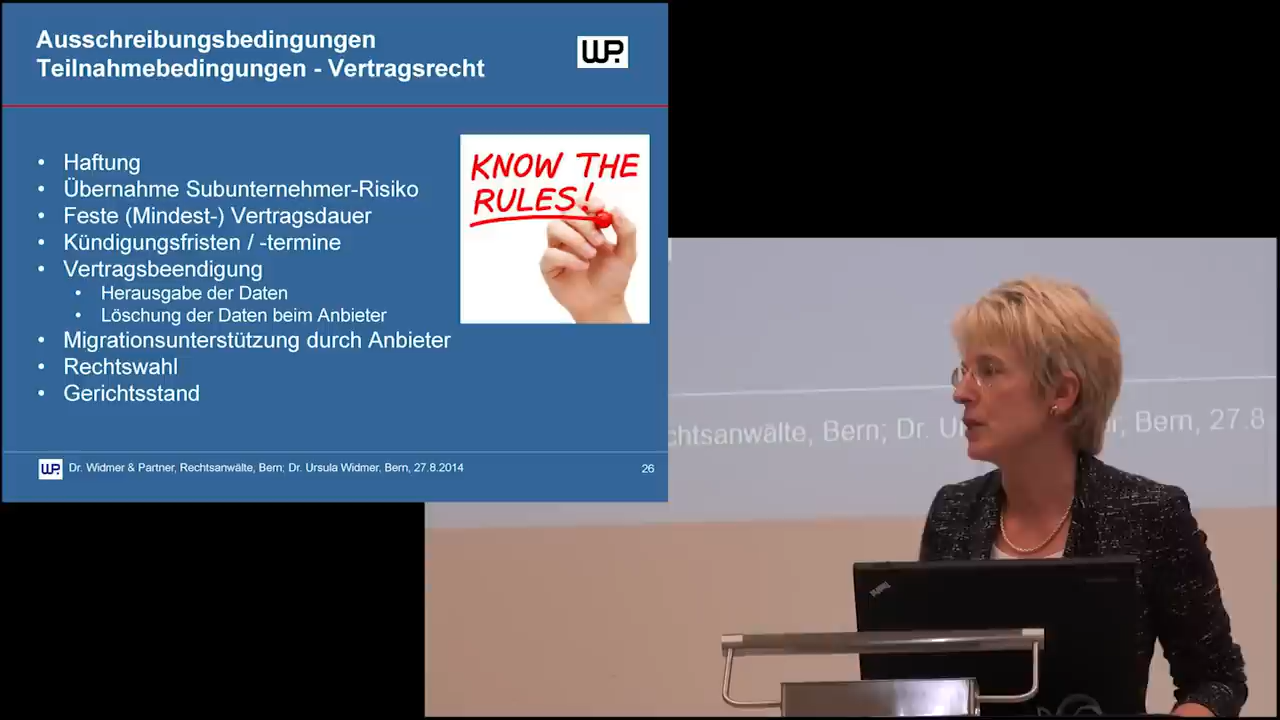 Ausschreibungsbedingungen
Teilnahmebedingungen - Vertragsrecht
WP.
• Haftung
• Übernahme Subunternehmer-Risiko
• Feste (Mindest-) Vertragsdauer
• Kündigungsfristen / -termine
• Vertragsbeendigung
• Herausgabe der Daten
• Löschung der Daten beim Anbieter
• Migrationsunterstützung durch Anbieter
• Rechtswahl
• Gerichtsstand
KNOW THE
RULES!
WP. Dr. Widmer & Partner, Rechtsanwälte, Bern; Dr. Ursula Widmer, Bern, 27.8.2014 26
chtsanwälte, Bern; Dr. U r, Bern, 27.8
ThinkPad